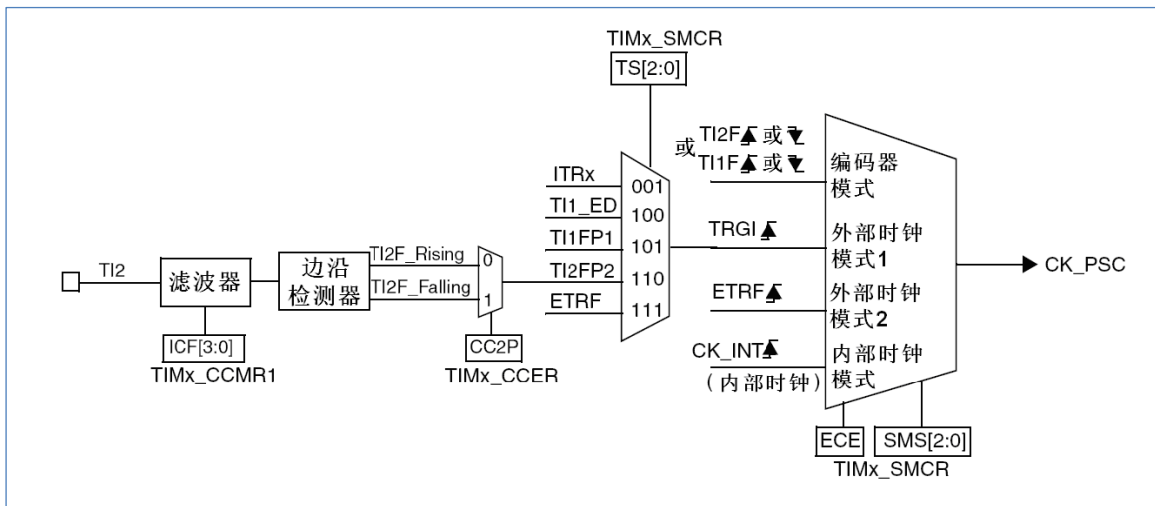 TIMx_SMCR
TS[2:0]
TI2F 或
或
TI1F 或
编码器
模式
ITRx
001
TI1_ED
100
TI1FP1
101
TI2FP2
110
ETRF
111
TRGI
外部时钟
模式1
CK_PSC
ETRF
外部时钟
模式2
CK_INT
(内部时钟)
内部时钟
模式
TI2
滤波器
边沿
检测器
TI2F_Rising
0
TI2F_Falling
1
ICF[3:0]
TIMx_CCMR1
CC2P
TIMx_CCER
ECE
SMS[2:0]
TIMx_SMCR